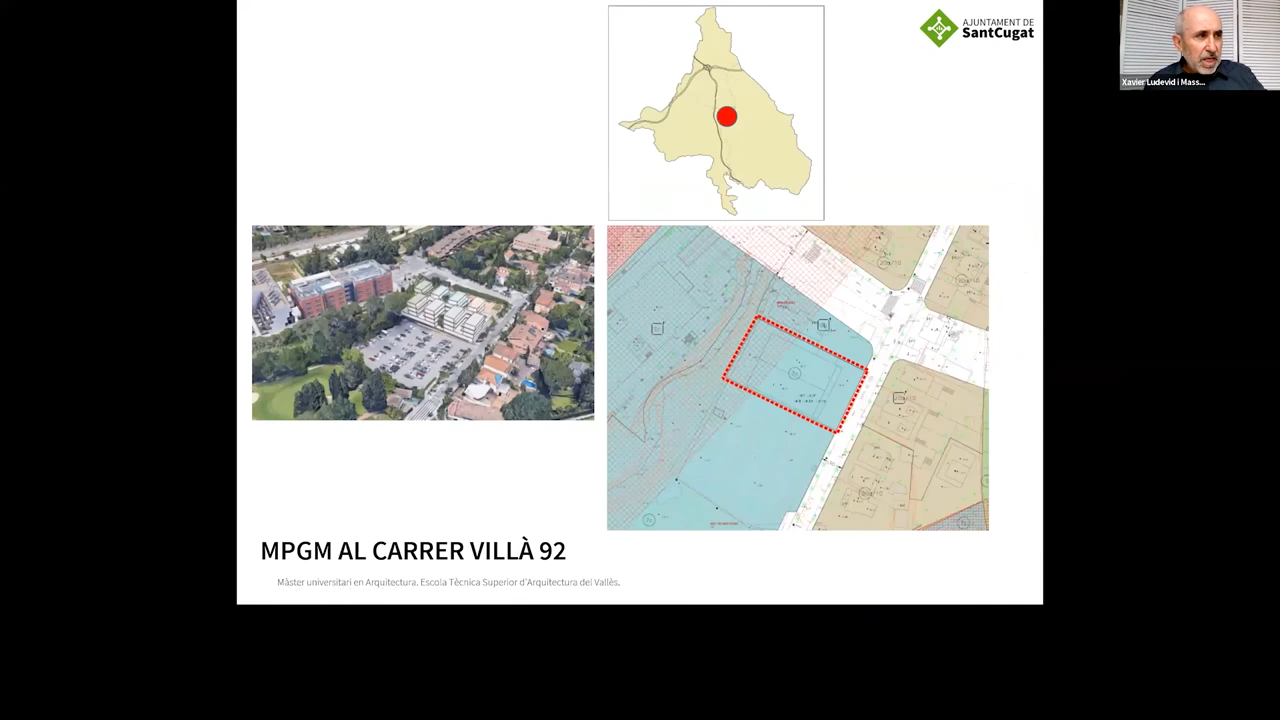 AJUNTAMENT DE
SantCugat
Xavier Ludevid i Mass...
MPGM AL CARRER VILLÀ 92
Màster universitari en Arquitectura. Escola Tècnica Superior d'Arquitectura del Vallès.